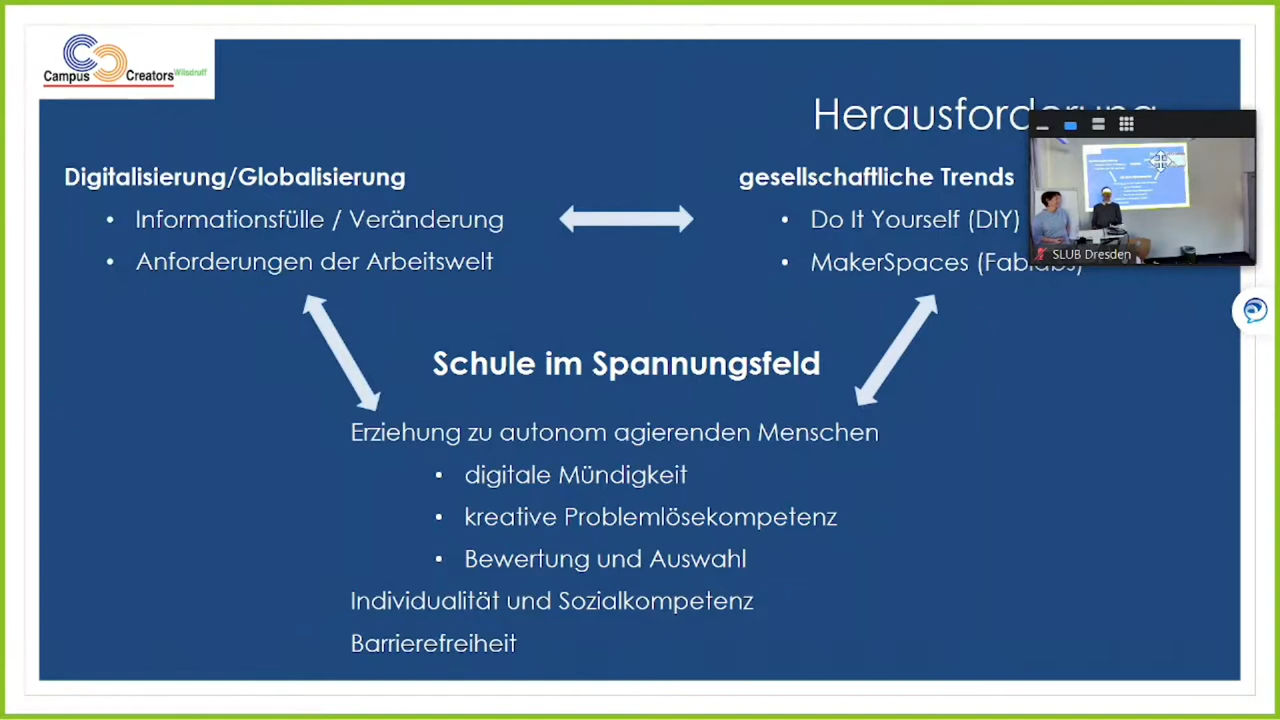 Campus Creators Wilsdruff
Herausforderung
Digitalisierung/Globalisierung
• Informationsfülle / Veränderung
• Anforderungen der Arbeitswelt
gesellschaftliche Trends
• Do It Yourself (DIY)
• MakerSpaces (Fablabs)
SLUB Dresden
Schule im Spannungsfeld
Erziehung zu autonom agierenden Menschen
• digitale Mündigkeit
• kreative Problemlösekompetenz
• Bewertung und Auswahl
Individualität und Sozialkompetenz
Barrierefreiheit